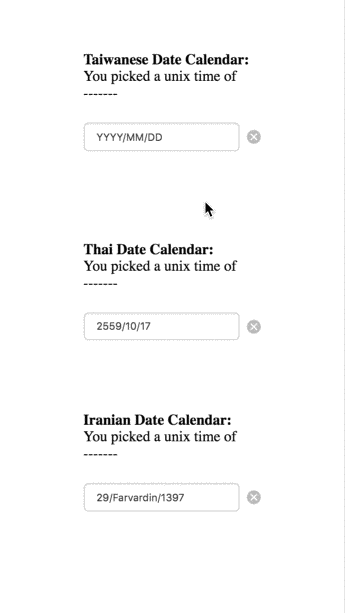 Taiwanese Date Calendar:
You picked a unix time of
-------
YYYY/MM/DD
Thai Date Calendar:
You picked a unix time of
-------
2559/10/17
Iranian Date Calendar:
You picked a unix time of
-------
29/Farvardin/1397